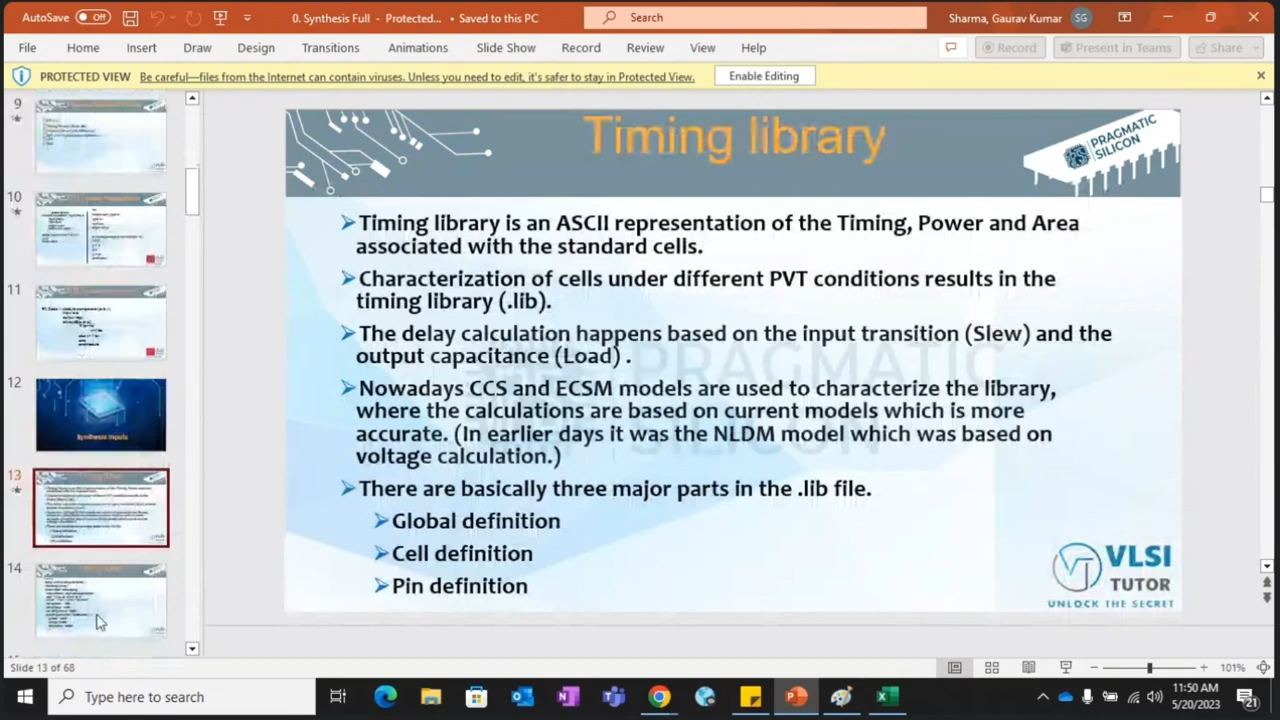 AutoSave Off 0. Synthesis Full - Protected... • Saved to this PC Search Sharma, Gaurav Kumar SG
File Home Insert Draw Design Transitions Animations Slide Show Record Review View Help Record Present in Teams Share
PROTECTED VIEW Be careful—files from the Internet can contain viruses. Unless you need to edit, it's safer to stay in Protected View. Enable Editing
9
10
11
12
Synthesis Inputs
13
14
Timing library
PRAGMATIC
SILICON
➢Timing library is an ASCII representation of the Timing, Power and Area
associated with the standard cells.
➢Characterization of cells under different PVT conditions results in the
timing library (.lib).
➢The delay calculation happens based on the input transition (Slew) and the
output capacitance (Load) .
➢Nowadays CCS and ECSM models are used to characterize the library,
where the calculations are based on current models which is more
accurate. (In earlier days it was the NLDM model which was based on
voltage calculation.)
➢There are basically three major parts in the .lib file.
➢Global definition
➢Cell definition
➢Pin definition
PRAGMATIC
SILICON
VLSI
TUTOR
UNLOCK THE SECRET
Slide 13 of 68 101%
Type here to search
11:50 AM
5/20/2023
21